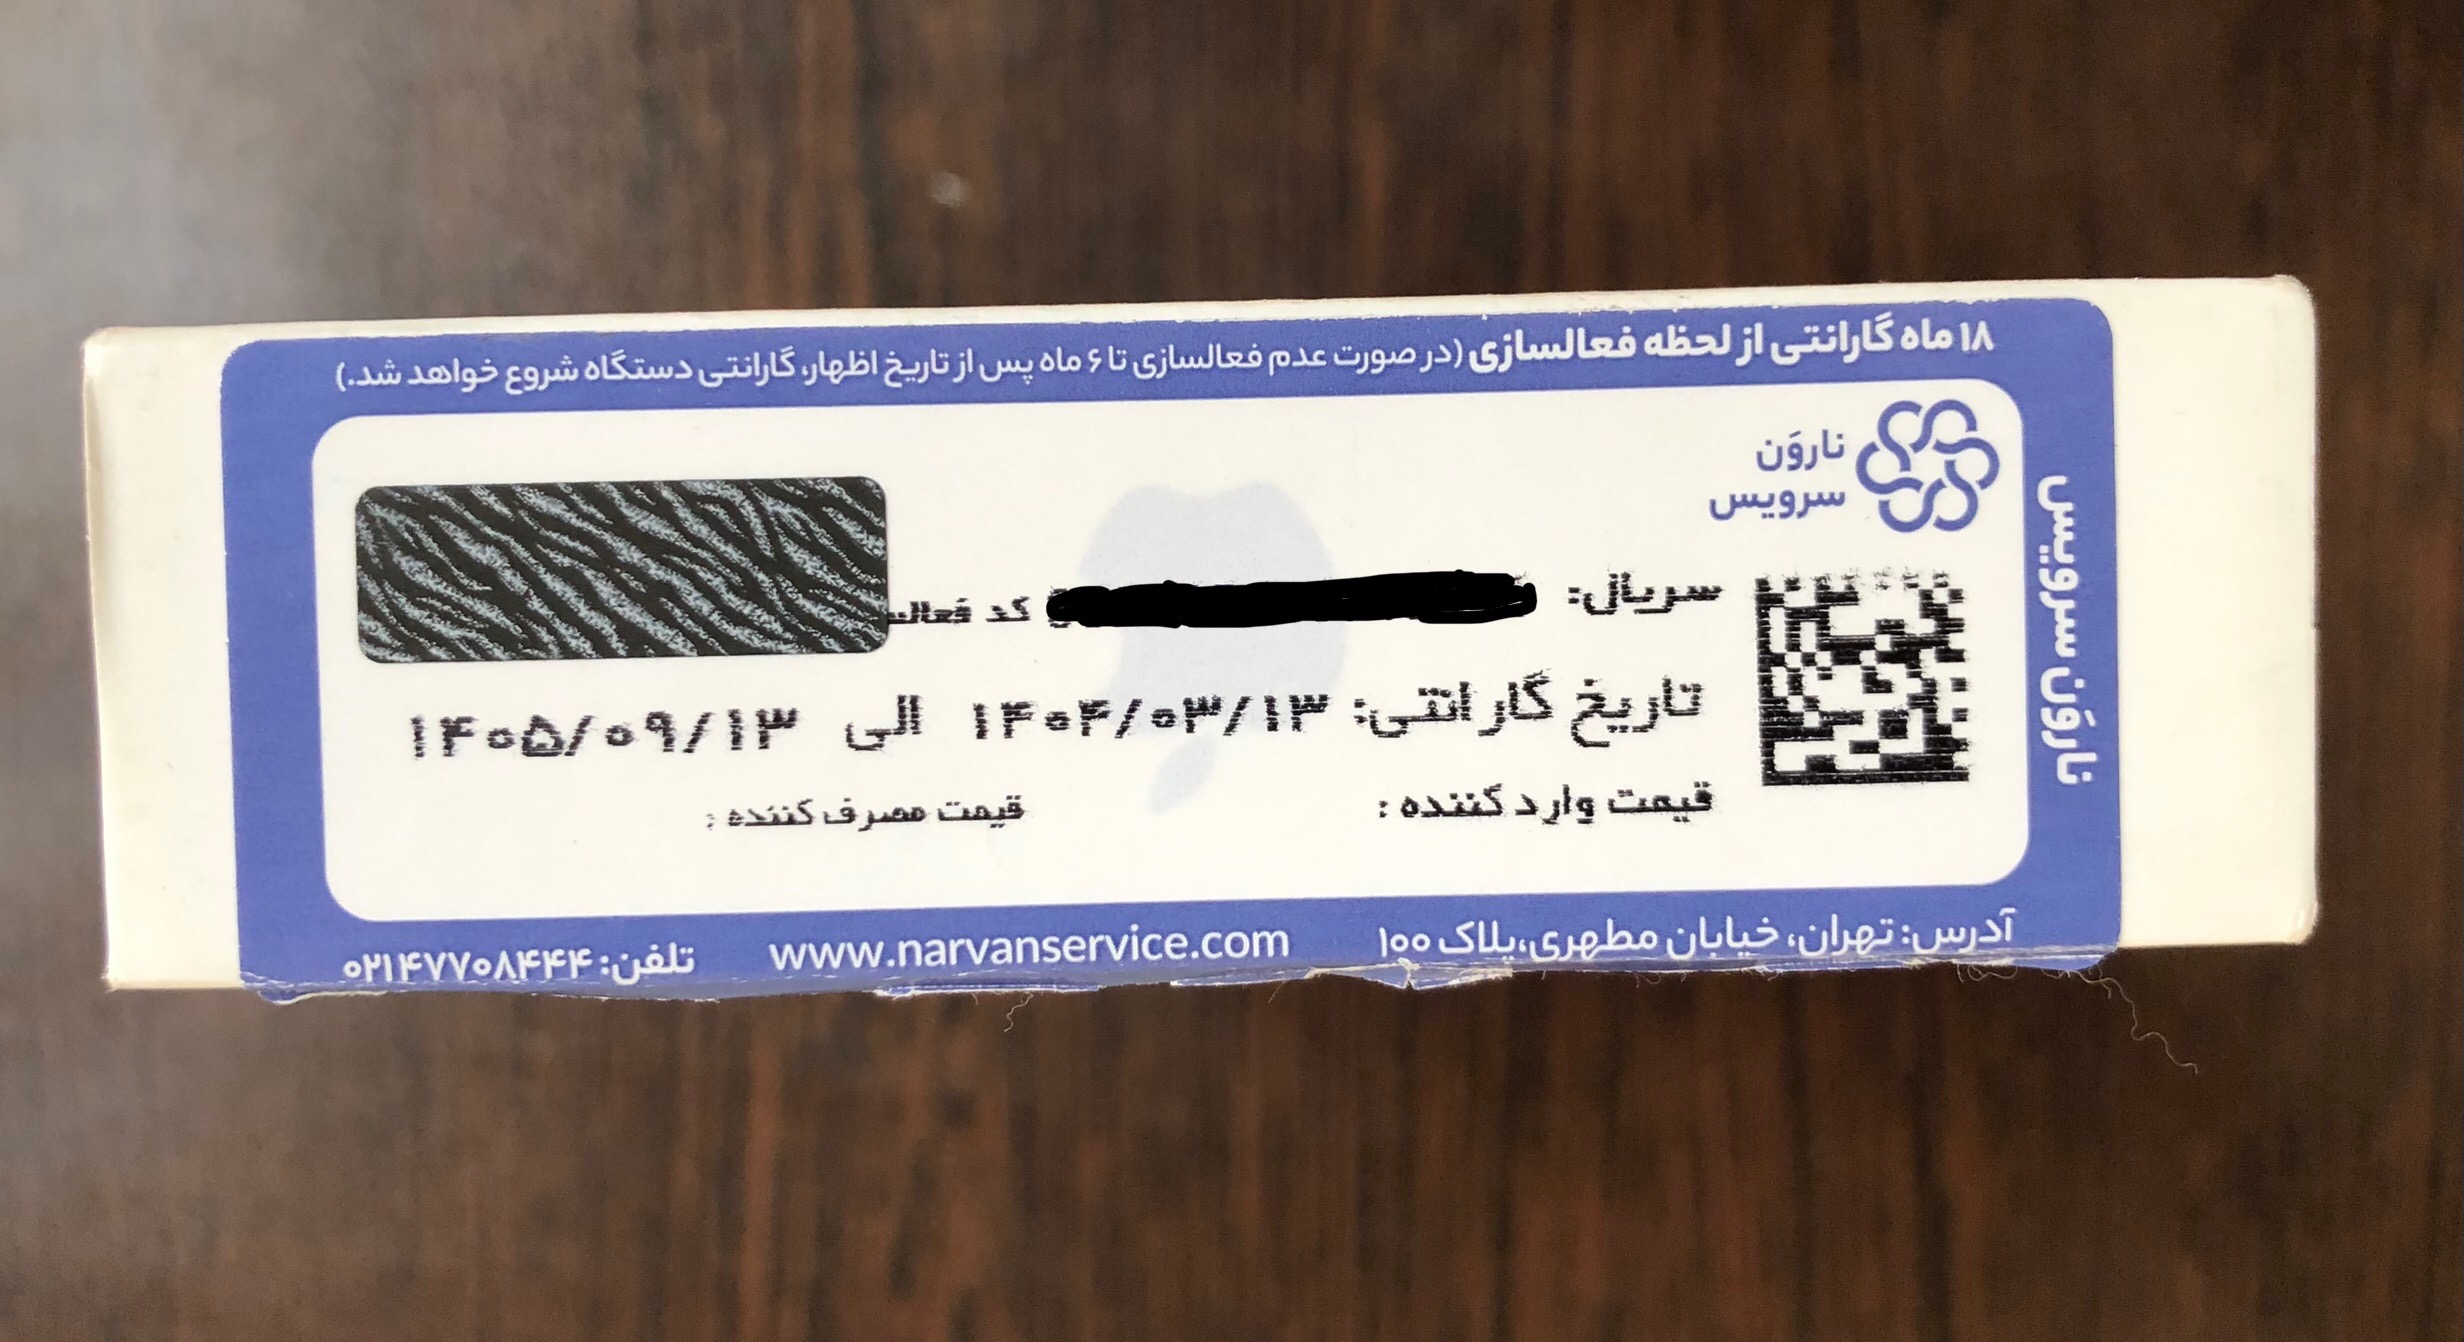 ۱۸ ماه گارانتی از لحظه فعالسازی (در صورت عدم فعالسازی تا ۶ ماه پس از تاریخ اظهار، گارانتی دستگاه شروع خواهد شد.)
ناروَن
سرویس
نارون سرویس
سریال: کد
تاریخ گارانتی: ۱۴۰۴/۰۳/۱۳ الی ۱۴۰۵/۰۹/۱۳
قیمت وارد کننده : قیمت مصرف کننده :
آدرس: تهران، خیابان مطهری،پلاک ۱۰۰ www.narvanservice.com تلفن: ۰۲۱۴۷۷۰۸۴۴۴